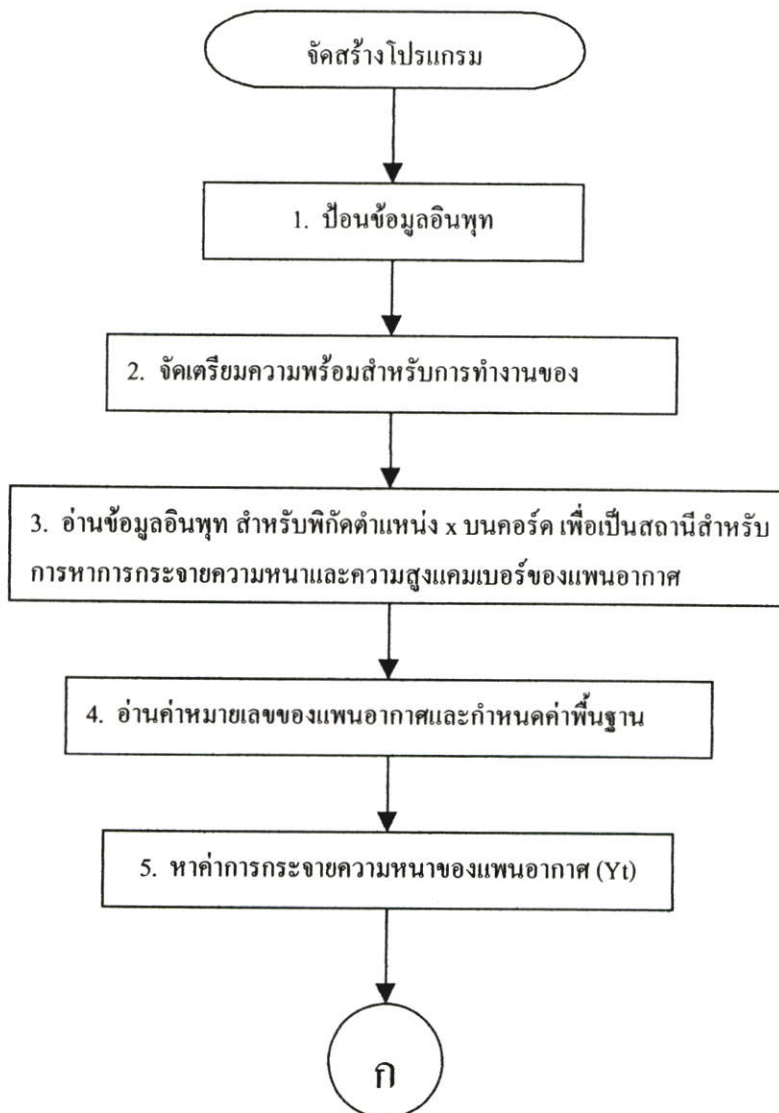 จัดสร้างโปรแกรม
1. ป้อนข้อมูลอินพุท
2. จัดเตรียมความพร้อมสำหรับการทำงานของ
3. อ่านข้อมูลอินพุท สำหรับพิกัดตำแหน่ง x บนคอร์ด เพื่อเป็นสถานีสำหรับ
การหาการกระจายความหนาและความสูงแคมเบอร์ของแพนอากาศ
4. อ่านค่าหมายเลขของแพนอากาศและกำหนดค่าพื้นฐาน
5. หาค่าการกระจายความหนาของแพนอากาศ (Yt)
ก